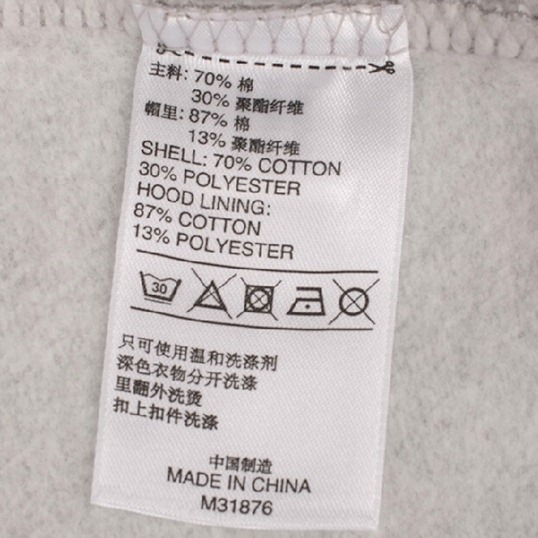 主料: 70% 棉
30% 聚酯纤维
帽里: 87% 棉
13% 聚酯纤维
SHELL: 70% COTTON
30% POLYESTER
HOOD LINING:
87% COTTON
13% POLYESTER
30
只可使用温和洗涤剂
深色衣物分开洗涤
里翻外洗烫
扣上扣件洗涤
中国制造
MADE IN CHINA
M31876